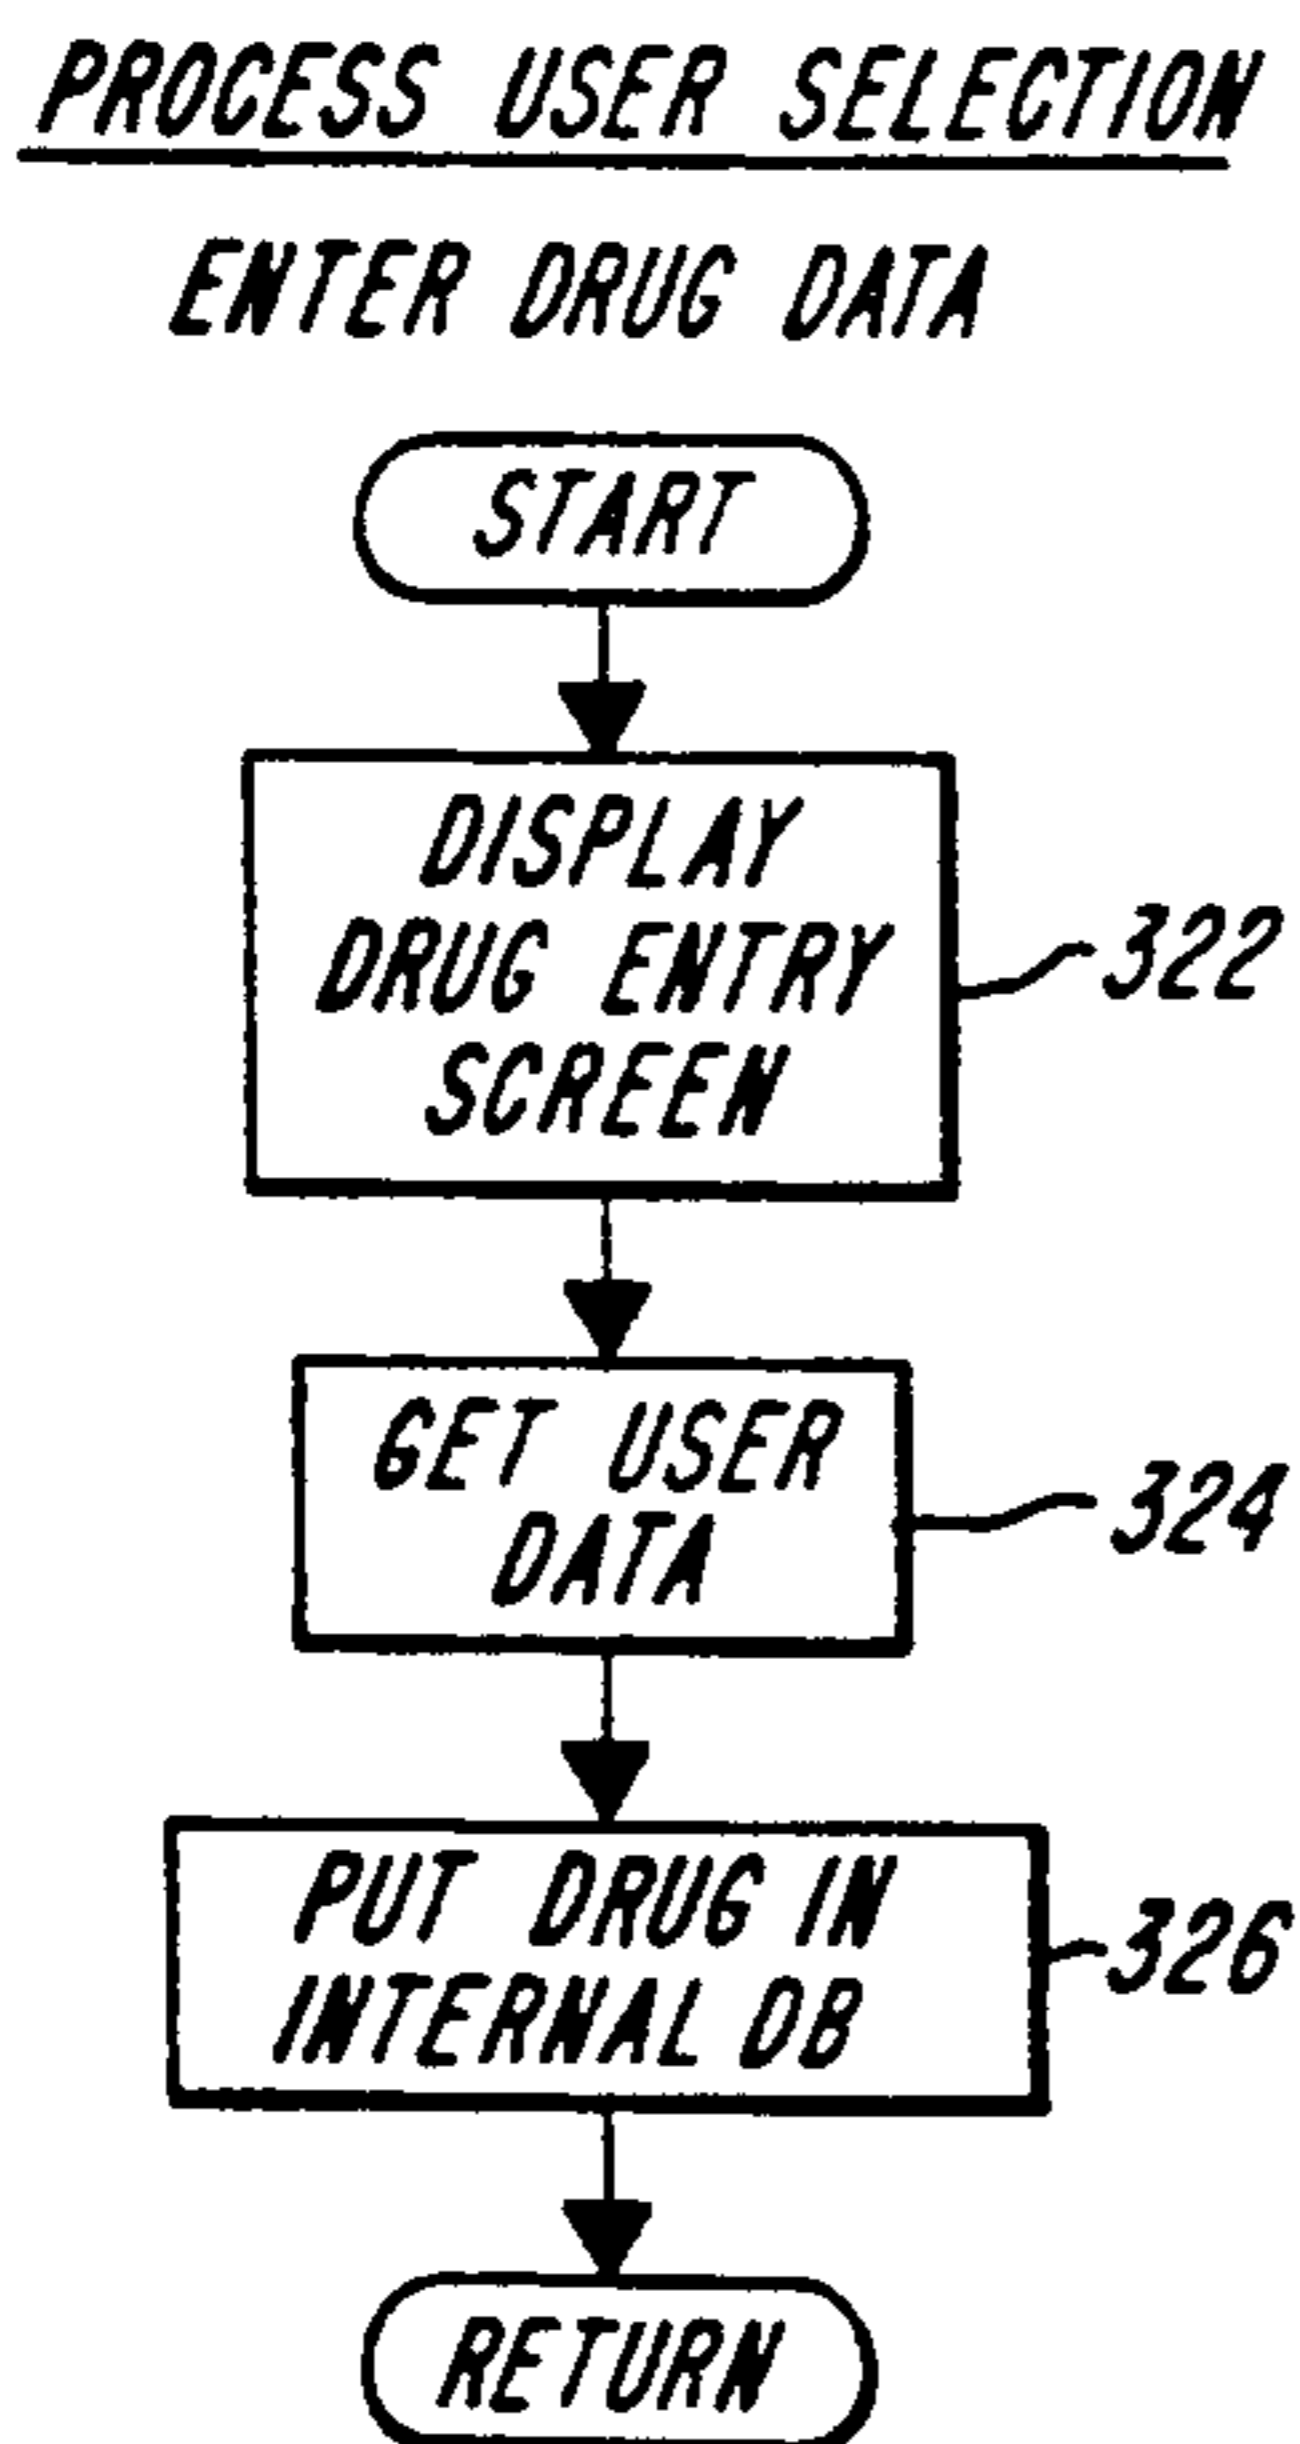 PROCESS USER SELECTION
ENTER DRUG DATA
START
DISPLAY
DRUG ENTRY
SCREEN
322
GET USER
DATA
324
PUT DRUG IN
INTERNAL DB
326
RETURN